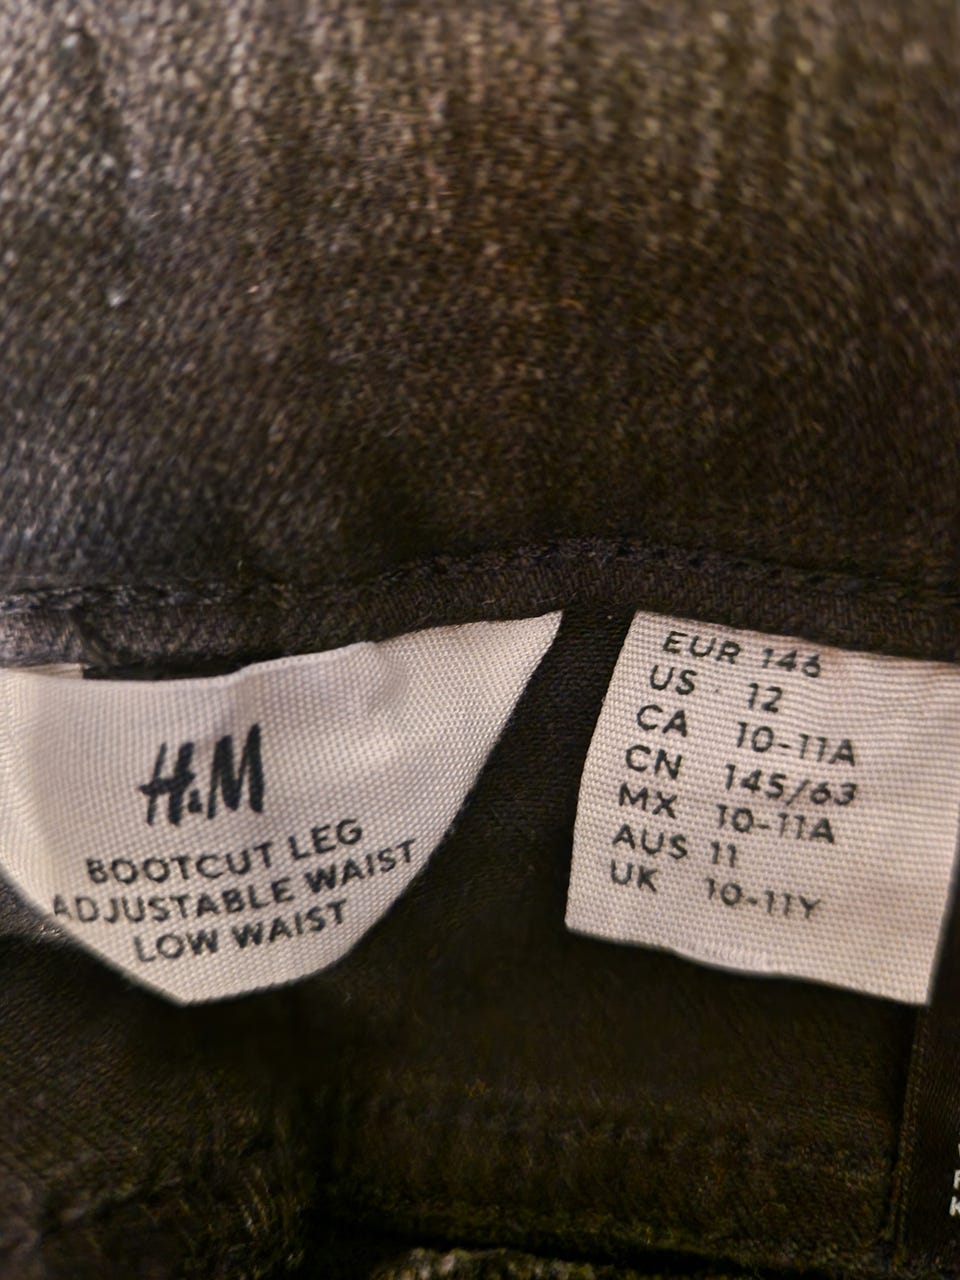 H&M
BOOTCUT LEG
ADJUSTABLE WAIST
LOW WAIST
EUR 146
US 12
CA 10-11A
CN 145/63
MX 10-11A
AUS 11
UK 10-11Y